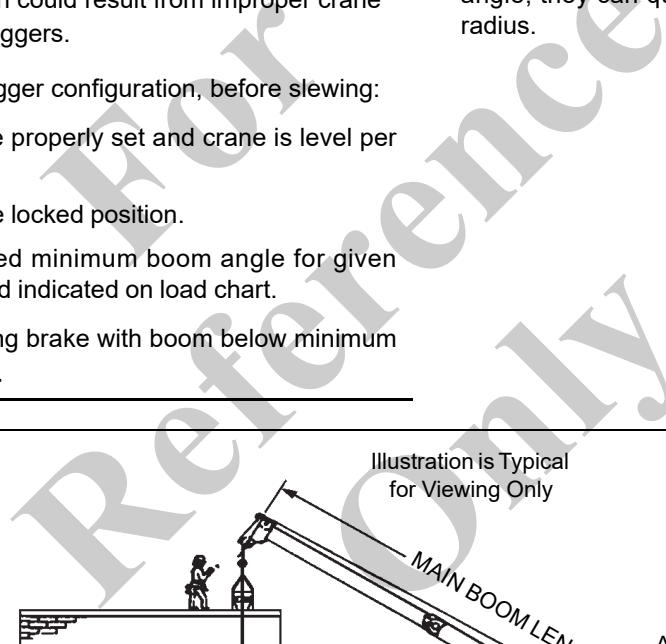 could result from improper crane
angle, they can
radius.
gger configuration, before slewing:
properly set and crane is level per
locked position.
ed minimum boom angle for given
d indicated on load chart.
ng brake with boom below minimum
.
Illustration is Typical
for Viewing Only
MAIN BOOM LEN
For
Reference
Only